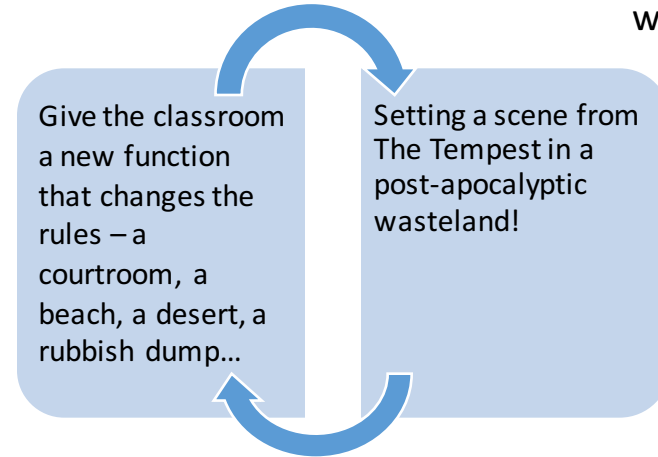 w
Give the classroom
a new function
that changes the
rules – a
courtroom, a
beach, a desert, a
rubbish dump…
Setting a scene from
The Tempest in a
post-apocalyptic
wasteland!